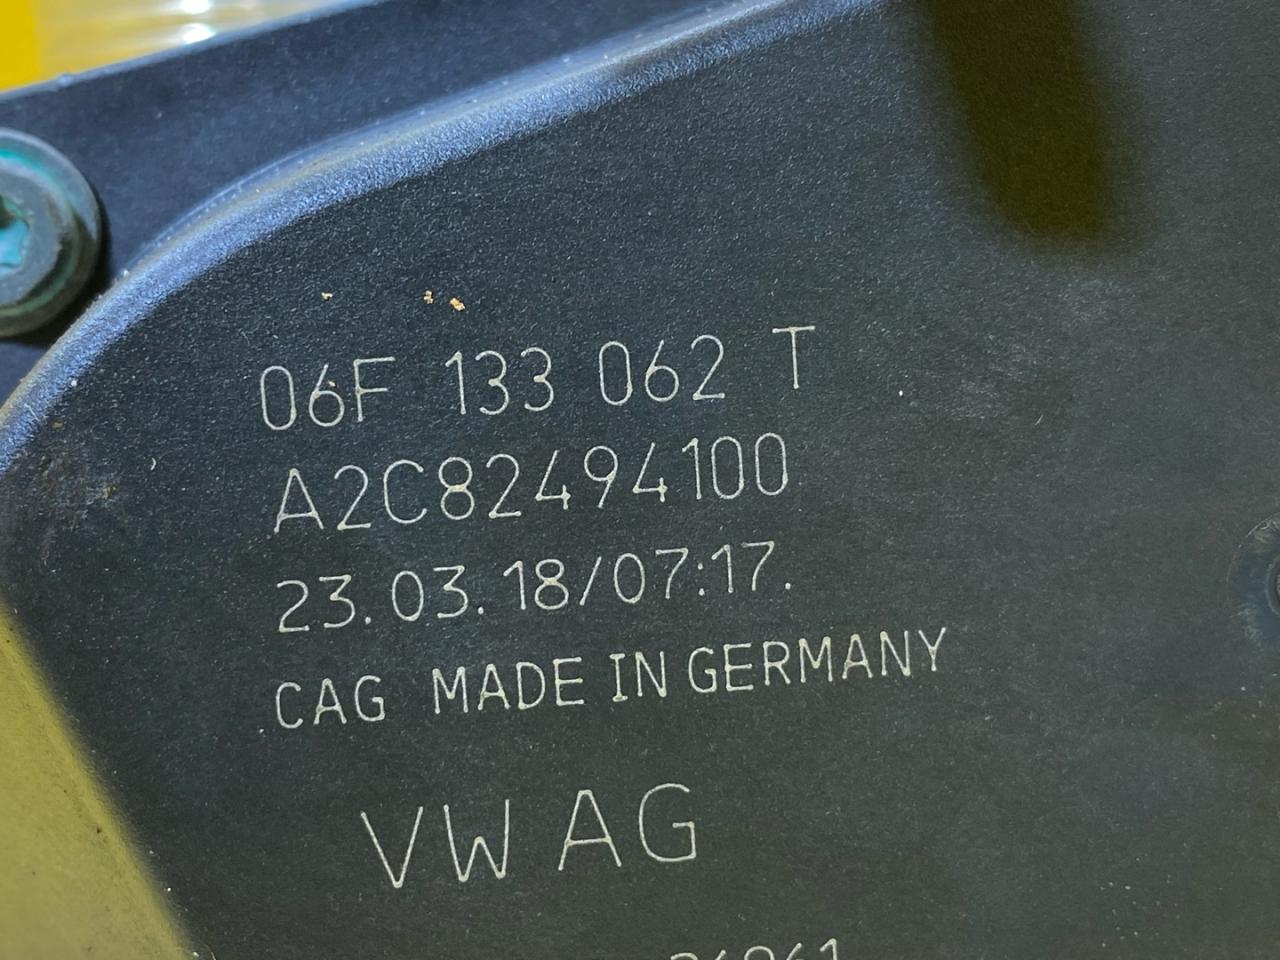 06F 133 062 T
A2C82494100
23.03.18/07:17.
CAG MADE IN GERMANY
VW AG